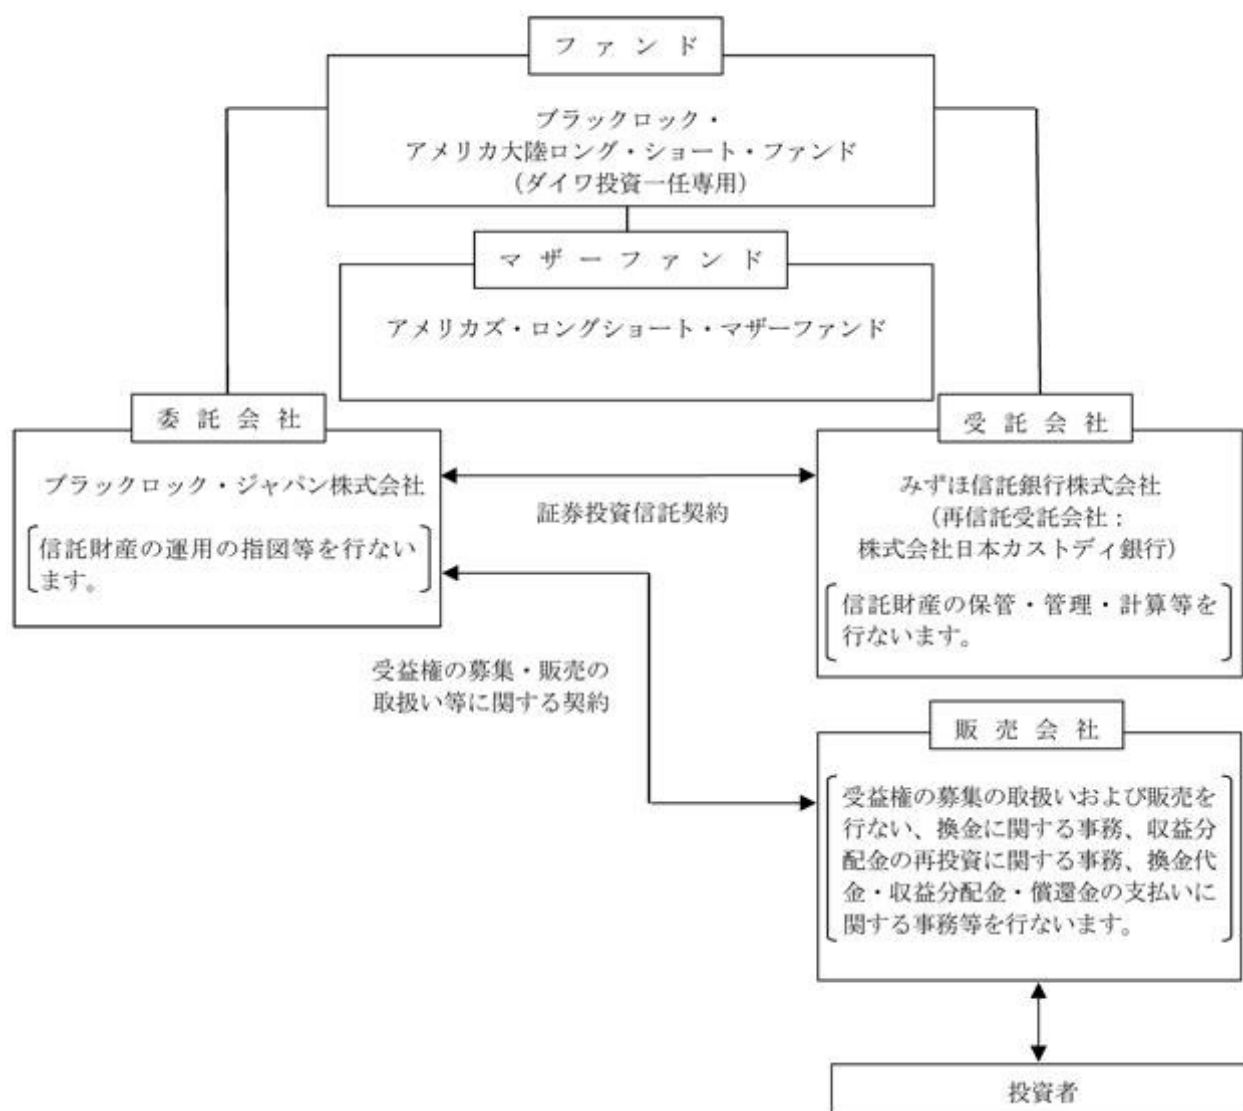 ファンド
ブラックロック・
アメリカ大陸ロング・ショート・ファンド
（ダイワ投資一任専用）
マザーファンド
アメリカズ・ロングショート・マザーファンド
委託会社
ブラックロック・ジャパン株式会社
信託財産の運用の指図等を行ない
ます。
証券投資信託契約
受託会社
みずほ信託銀行株式会社
（再信託受託会社：
株式会社日本カストディ銀行）
信託財産の保管・管理・計算等を
行ないます。
受益権の募集・販売の
取扱い等に関する契約
販売会社
受益権の募集の取扱いおよび販売を
行ない、換金に関する事務、収益分
配金の再投資に関する事務、換金代
金・収益分配金・償還金の支払いに
関する事務等を行ないます。
投資者